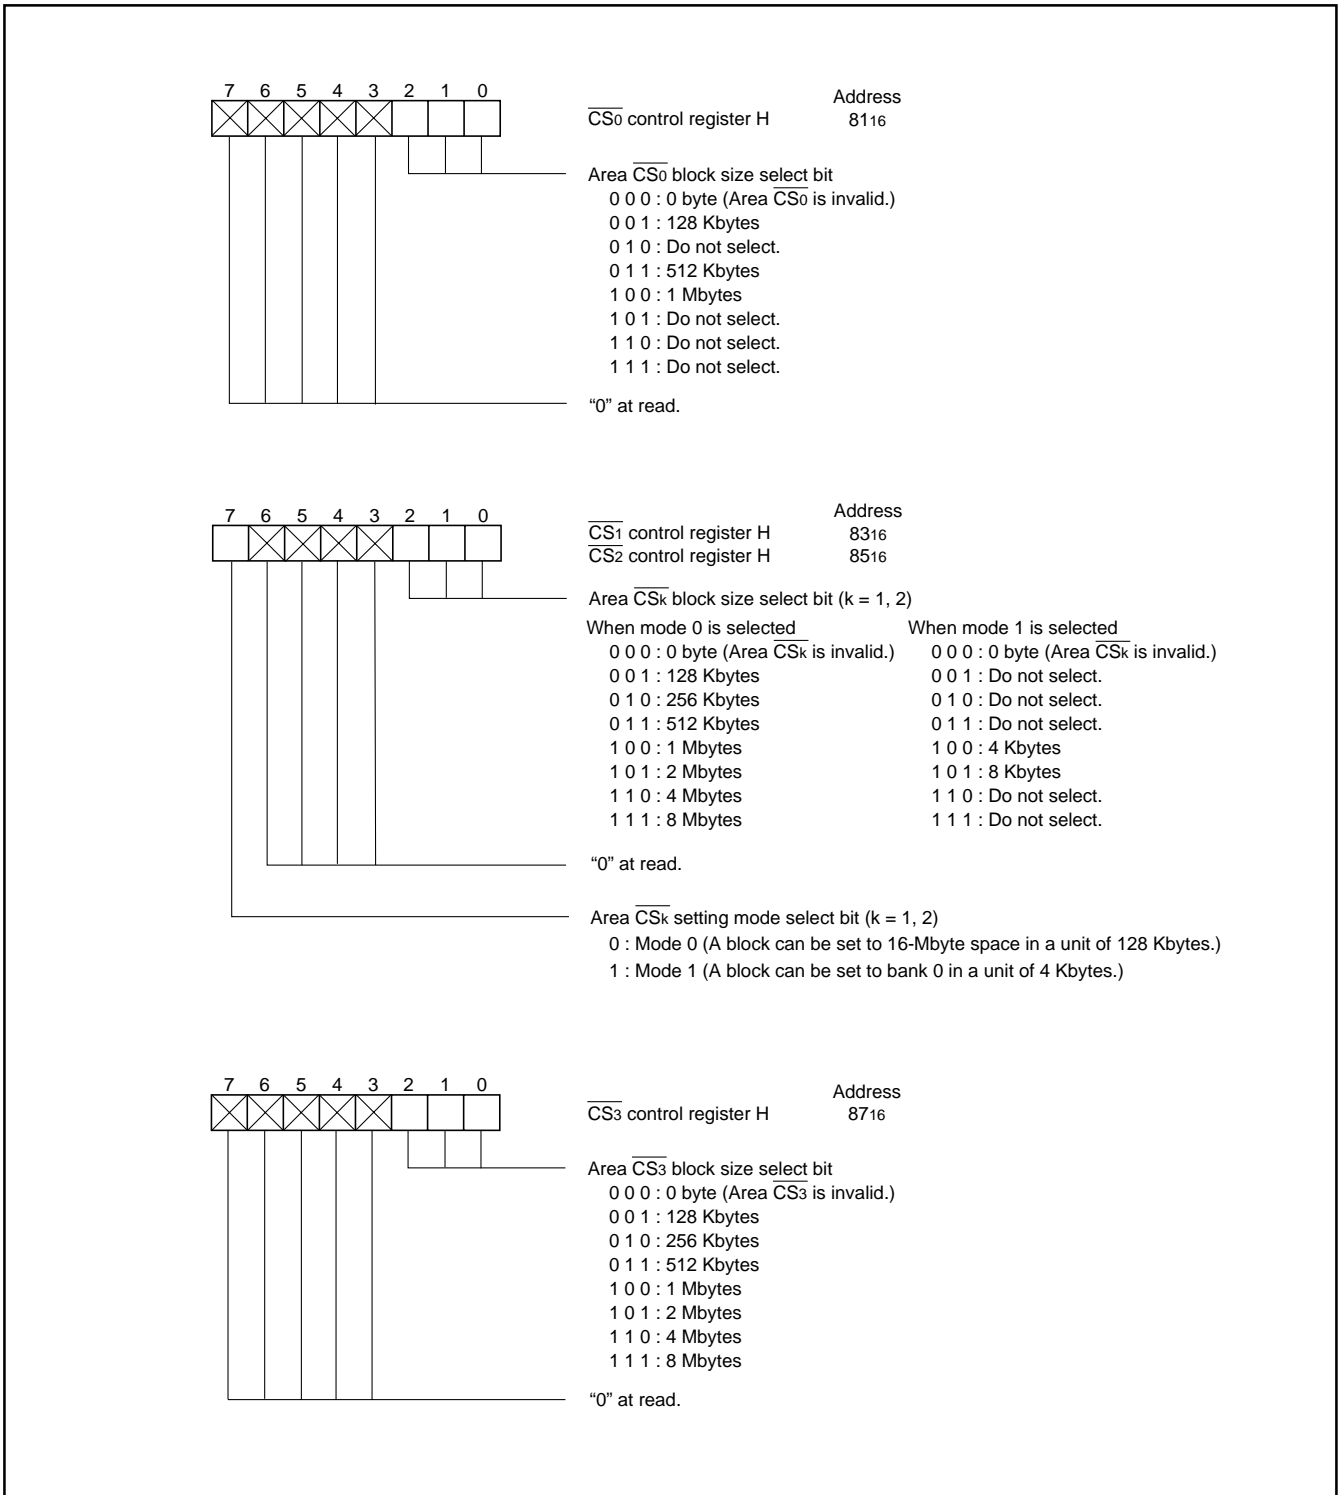 7 6 5 4 3 2 1 0
Address
CS0 control register H 8116
Area CS0 block size select bit
0 0 0 : 0 byte (Area CS0 is invalid.)
0 0 1 : 128 Kbytes
0 1 0 : Do not select.
0 1 1 : 512 Kbytes
1 0 0 : 1 Mbytes
1 0 1 : Do not select.
1 1 0 : Do not select.
1 1 1 : Do not select.
“0” at read.
7 6 5 4 3 2 1 0
Address
CS1 control register H 8316
CS2 control register H 8516
Area CSk block size select bit (k = 1, 2)
When mode 0 is selected When mode 1 is selected
0 0 0 : 0 byte (Area CSk is invalid.) 0 0 0 : 0 byte (Area CSk is invalid.)
0 0 1 : 128 Kbytes 0 0 1 : Do not select.
0 1 0 : 256 Kbytes 0 1 0 : Do not select.
0 1 1 : 512 Kbytes 0 1 1 : Do not select.
1 0 0 : 1 Mbytes 1 0 0 : 4 Kbytes
1 0 1 : 2 Mbytes 1 0 1 : 8 Kbytes
1 1 0 : 4 Mbytes 1 1 0 : Do not select.
1 1 1 : 8 Mbytes 1 1 1 : Do not select.
“0” at read.
Area CSk setting mode select bit (k = 1, 2)
0 : Mode 0 (A block can be set to 16-Mbyte space in a unit of 128 Kbytes.)
1 : Mode 1 (A block can be set to bank 0 in a unit of 4 Kbytes.)
7 6 5 4 3 2 1 0
Address
CS3 control register H 8716
Area CS3 block size select bit
0 0 0 : 0 byte (Area CS3 is invalid.)
0 0 1 : 128 Kbytes
0 1 0 : 256 Kbytes
0 1 1 : 512 Kbytes
1 0 0 : 1 Mbytes
1 0 1 : 2 Mbytes
1 1 0 : 4 Mbytes
1 1 1 : 8 Mbytes
“0” at read.